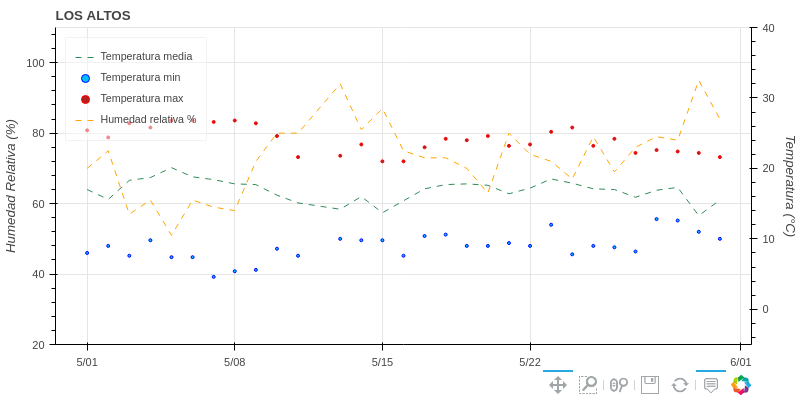 LOS ALTOS
Temperatura media
Temperatura min
Temperatura max
Humedad relativa %
Humedad Relativa (%)
100
80
60
40
20
Temperatura (°C)
40
30
20
10
0
5/01
5/08
5/15
5/22
6/01